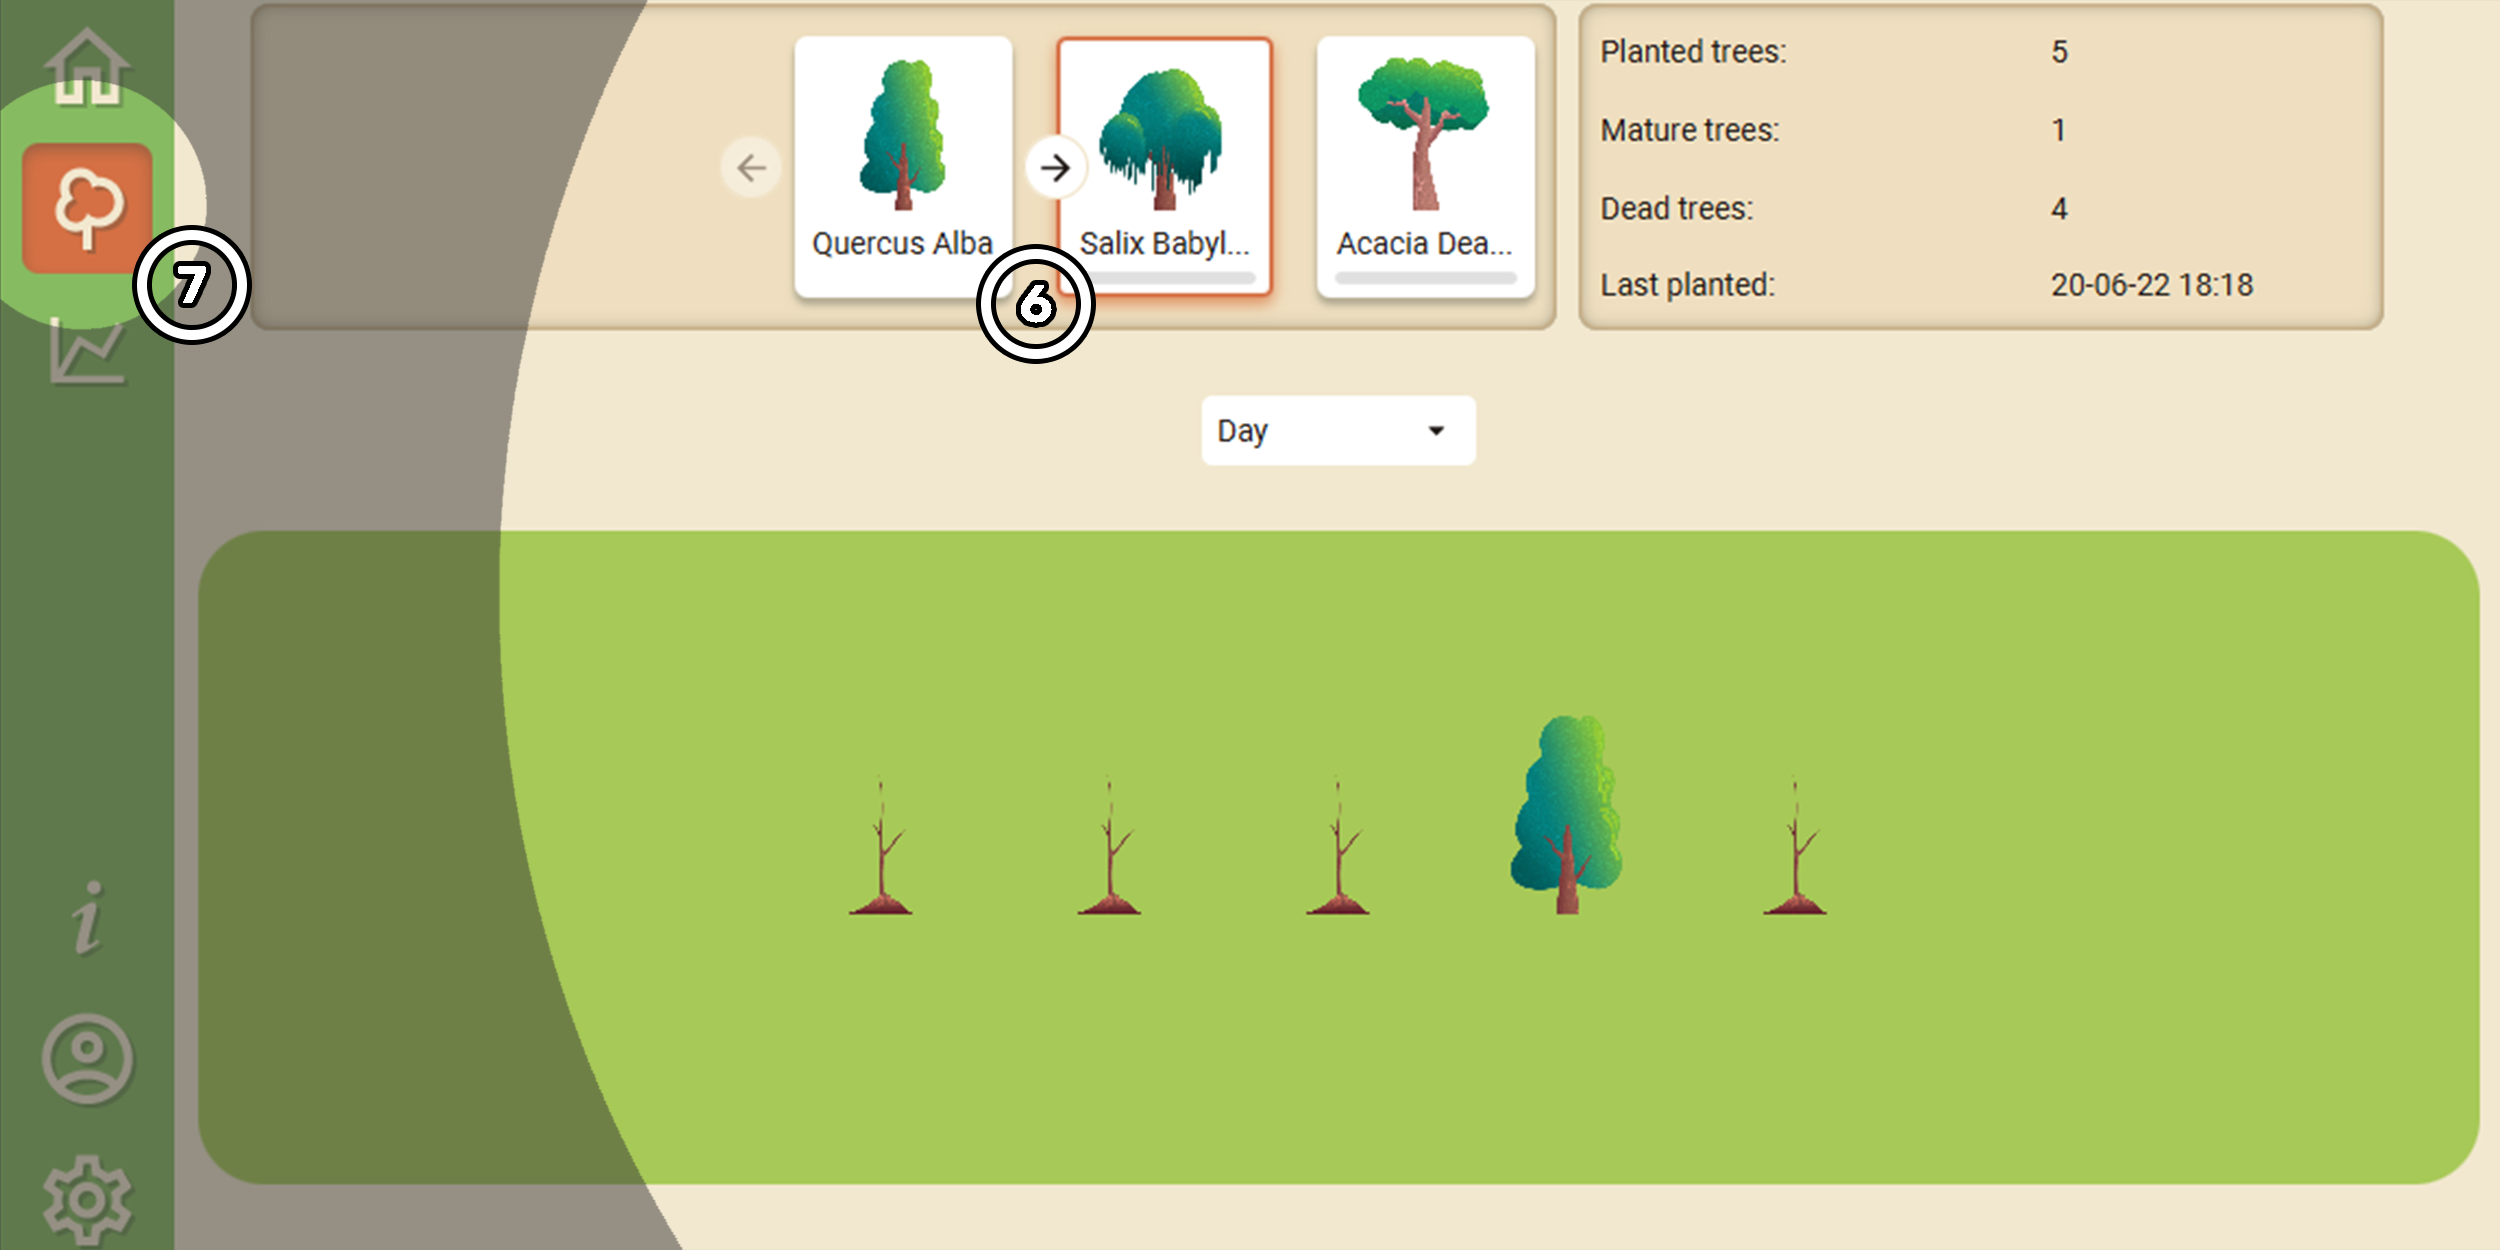 Quercus Alba
Salix Babyl...
Acacia Dea...
Planted trees: 5
Mature trees: 1
Dead trees: 4
Last planted: 20-06-22 18:18
7
6
Day
i